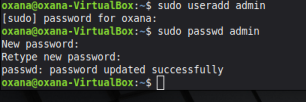 oxana@oxana-VirtualBox:~$ sudo useradd admin
[sudo] password for oxana:
oxana@oxana-VirtualBox:~$ sudo passwd admin
New password:
Retype new password:
passwd: password updated successfully
oxana@oxana-VirtualBox:~$